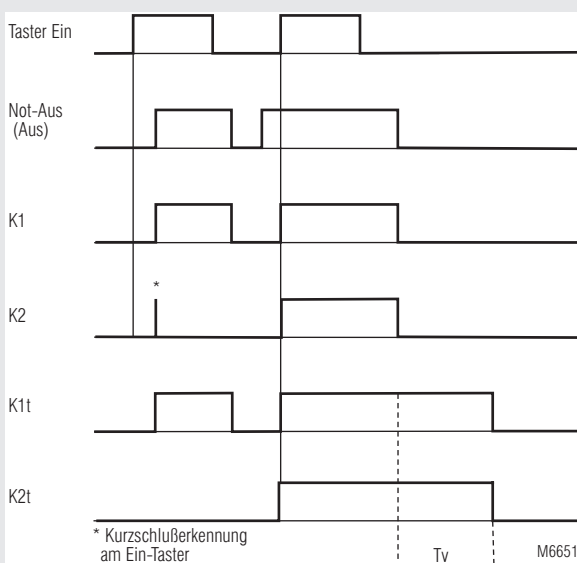 Taster Ein
Not-Aus
(Aus)
K1
*
K2
K1t
K2t
* Kurzschlußerkennung
am Ein-Taster
Tv
M6651